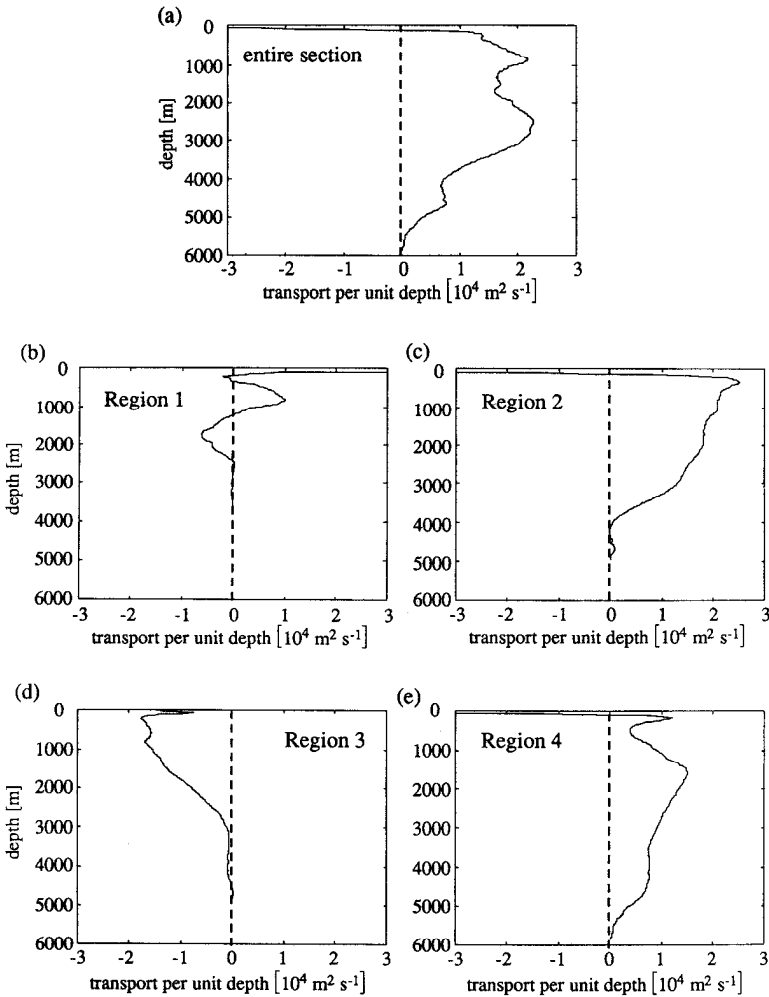 (a)
entire section
depth [m]
0
1000
2000
3000
4000
5000
6000
-3 -2 -1 0 1 2 3
transport per unit depth [10⁴ m² s⁻¹]
(b)
Region 1
depth [m]
0
1000
2000
3000
4000
5000
6000
-3 -2 -1 0 1 2 3
transport per unit depth [10⁴ m² s⁻¹]
(c)
Region 2
0
1000
2000
3000
4000
5000
6000
-3 -2 -1 0 1 2 3
transport per unit depth [10⁴ m² s⁻¹]
(d)
Region 3
depth [m]
0
1000
2000
3000
4000
5000
6000
-3 -2 -1 0 1 2 3
transport per unit depth [10⁴ m² s⁻¹]
(e)
Region 4
0
1000
2000
3000
4000
5000
6000
-3 -2 -1 0 1 2 3
transport per unit depth [10⁴ m² s⁻¹]